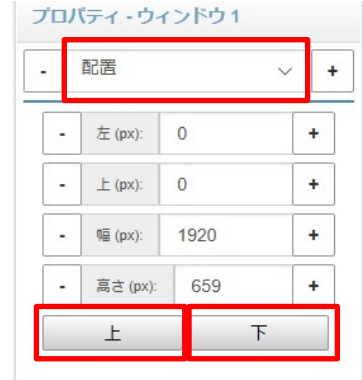 プロパティ - ウィンドウ 1
- 配置 +
- 左 (px): 0 +
- 上 (px): 0 +
- 幅 (px): 1920 +
- 高さ (px): 659 +
上 下